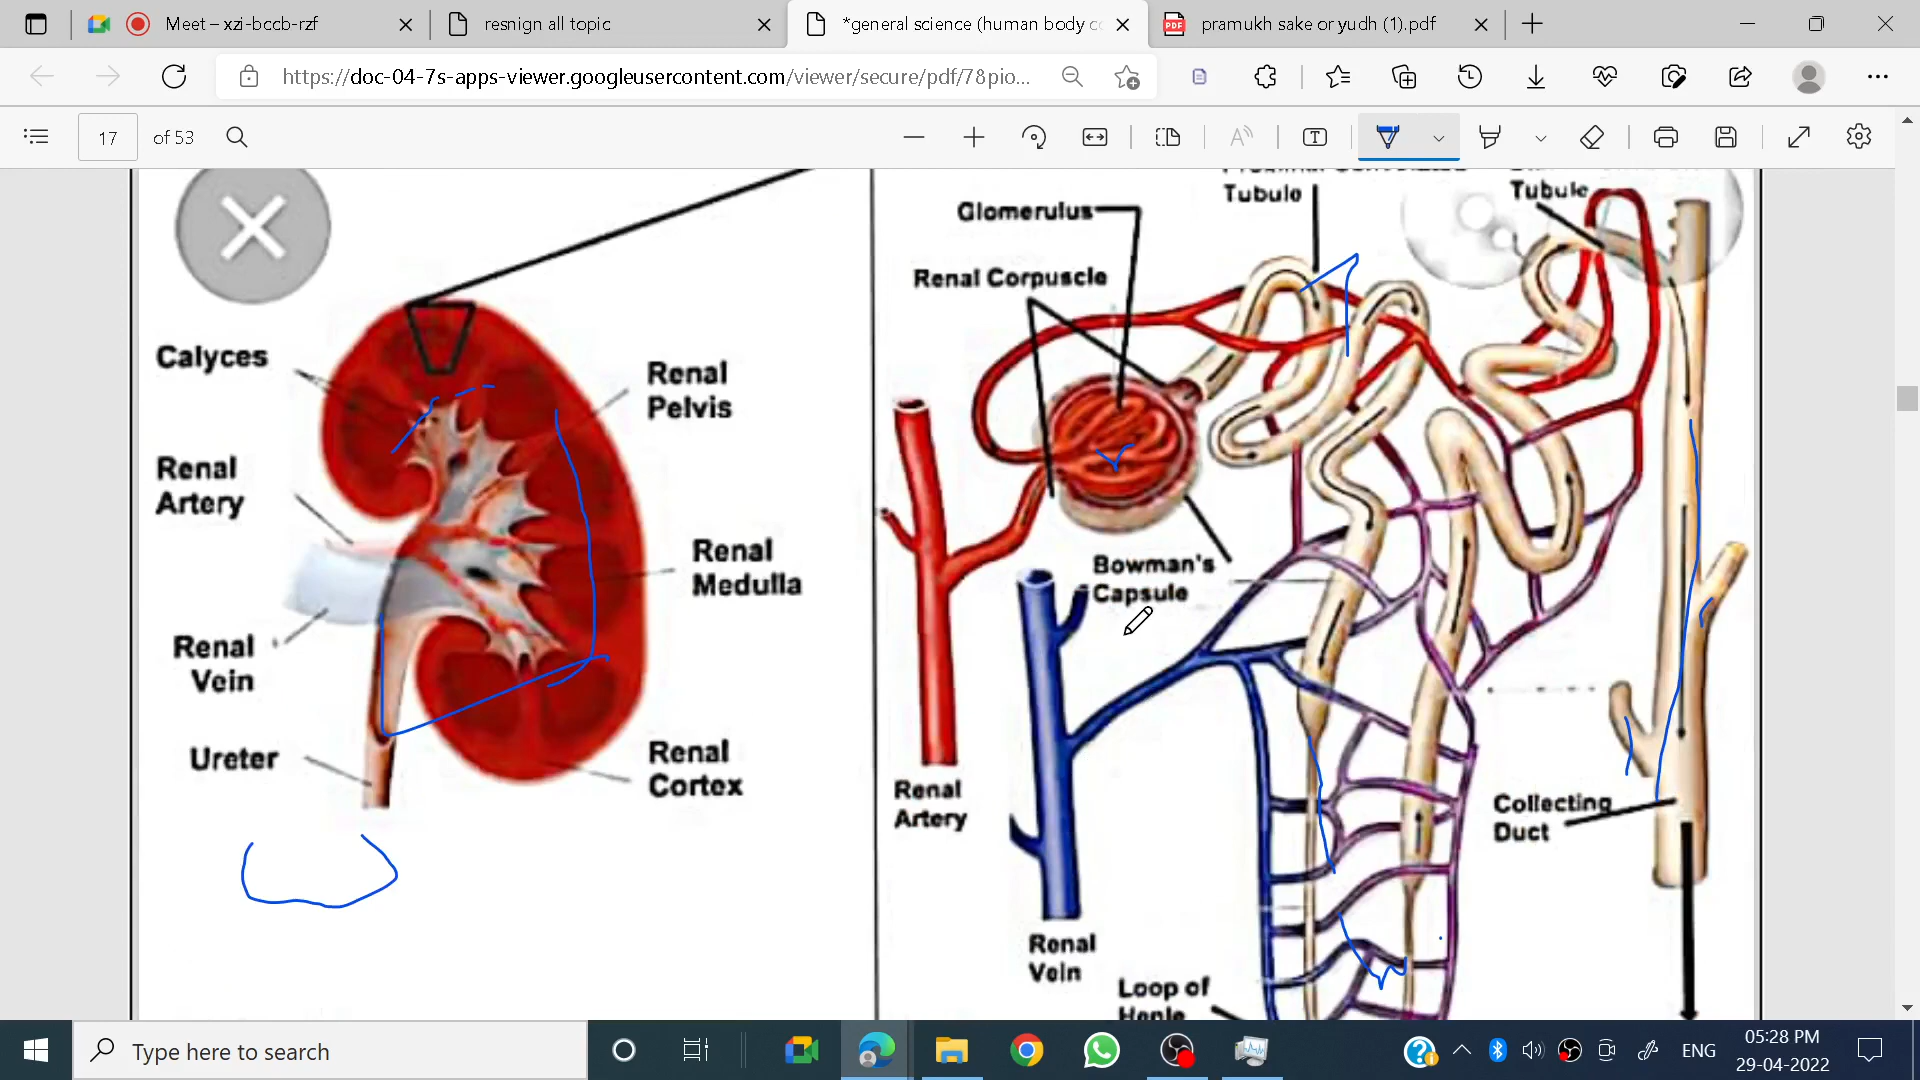 Meet – xzi-bccb-rzf
resnign all topic
*general science (human body c
pramukh sake or yudh (1).pdf
https://doc-04-7s-apps-viewer.googleusercontent.com/viewer/secure/pdf/78pio...
17 of 53
Calyces
Renal
Pelvis
Renal
Artery
Renal
Medulla
Renal
Vein
Ureter
Renal
Cortex
Tubule
Tubule
Glomerulus
Renal Corpuscle
Bowman's
Capsule
Renal
Artery
Collecting
Duct
Renal
Vein
Loop of
Henle
Type here to search
ENG
05:28 PM
29-04-2022